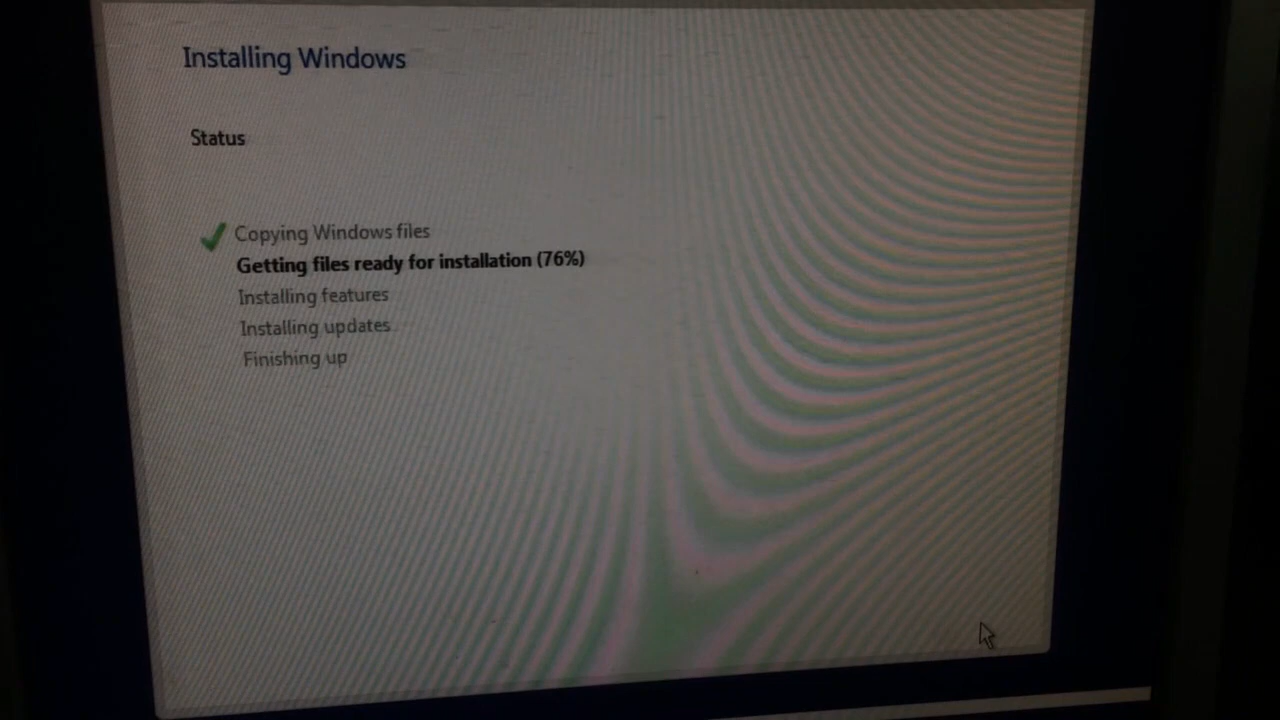 Installing Windows
Status
Copying Windows files
Getting files ready for installation (76%)
Installing features
Installing updates
Finishing up